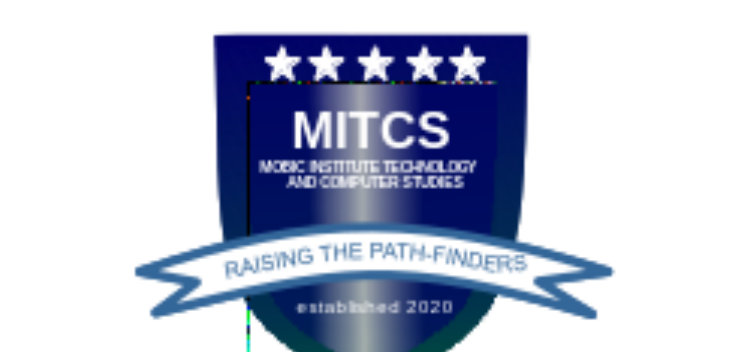 MITCS
MOBIC INSTITUTE TECHNOLOGY
AND COMPUTER STUDIES
RAISING THE PATH-FINDERS
established 2020